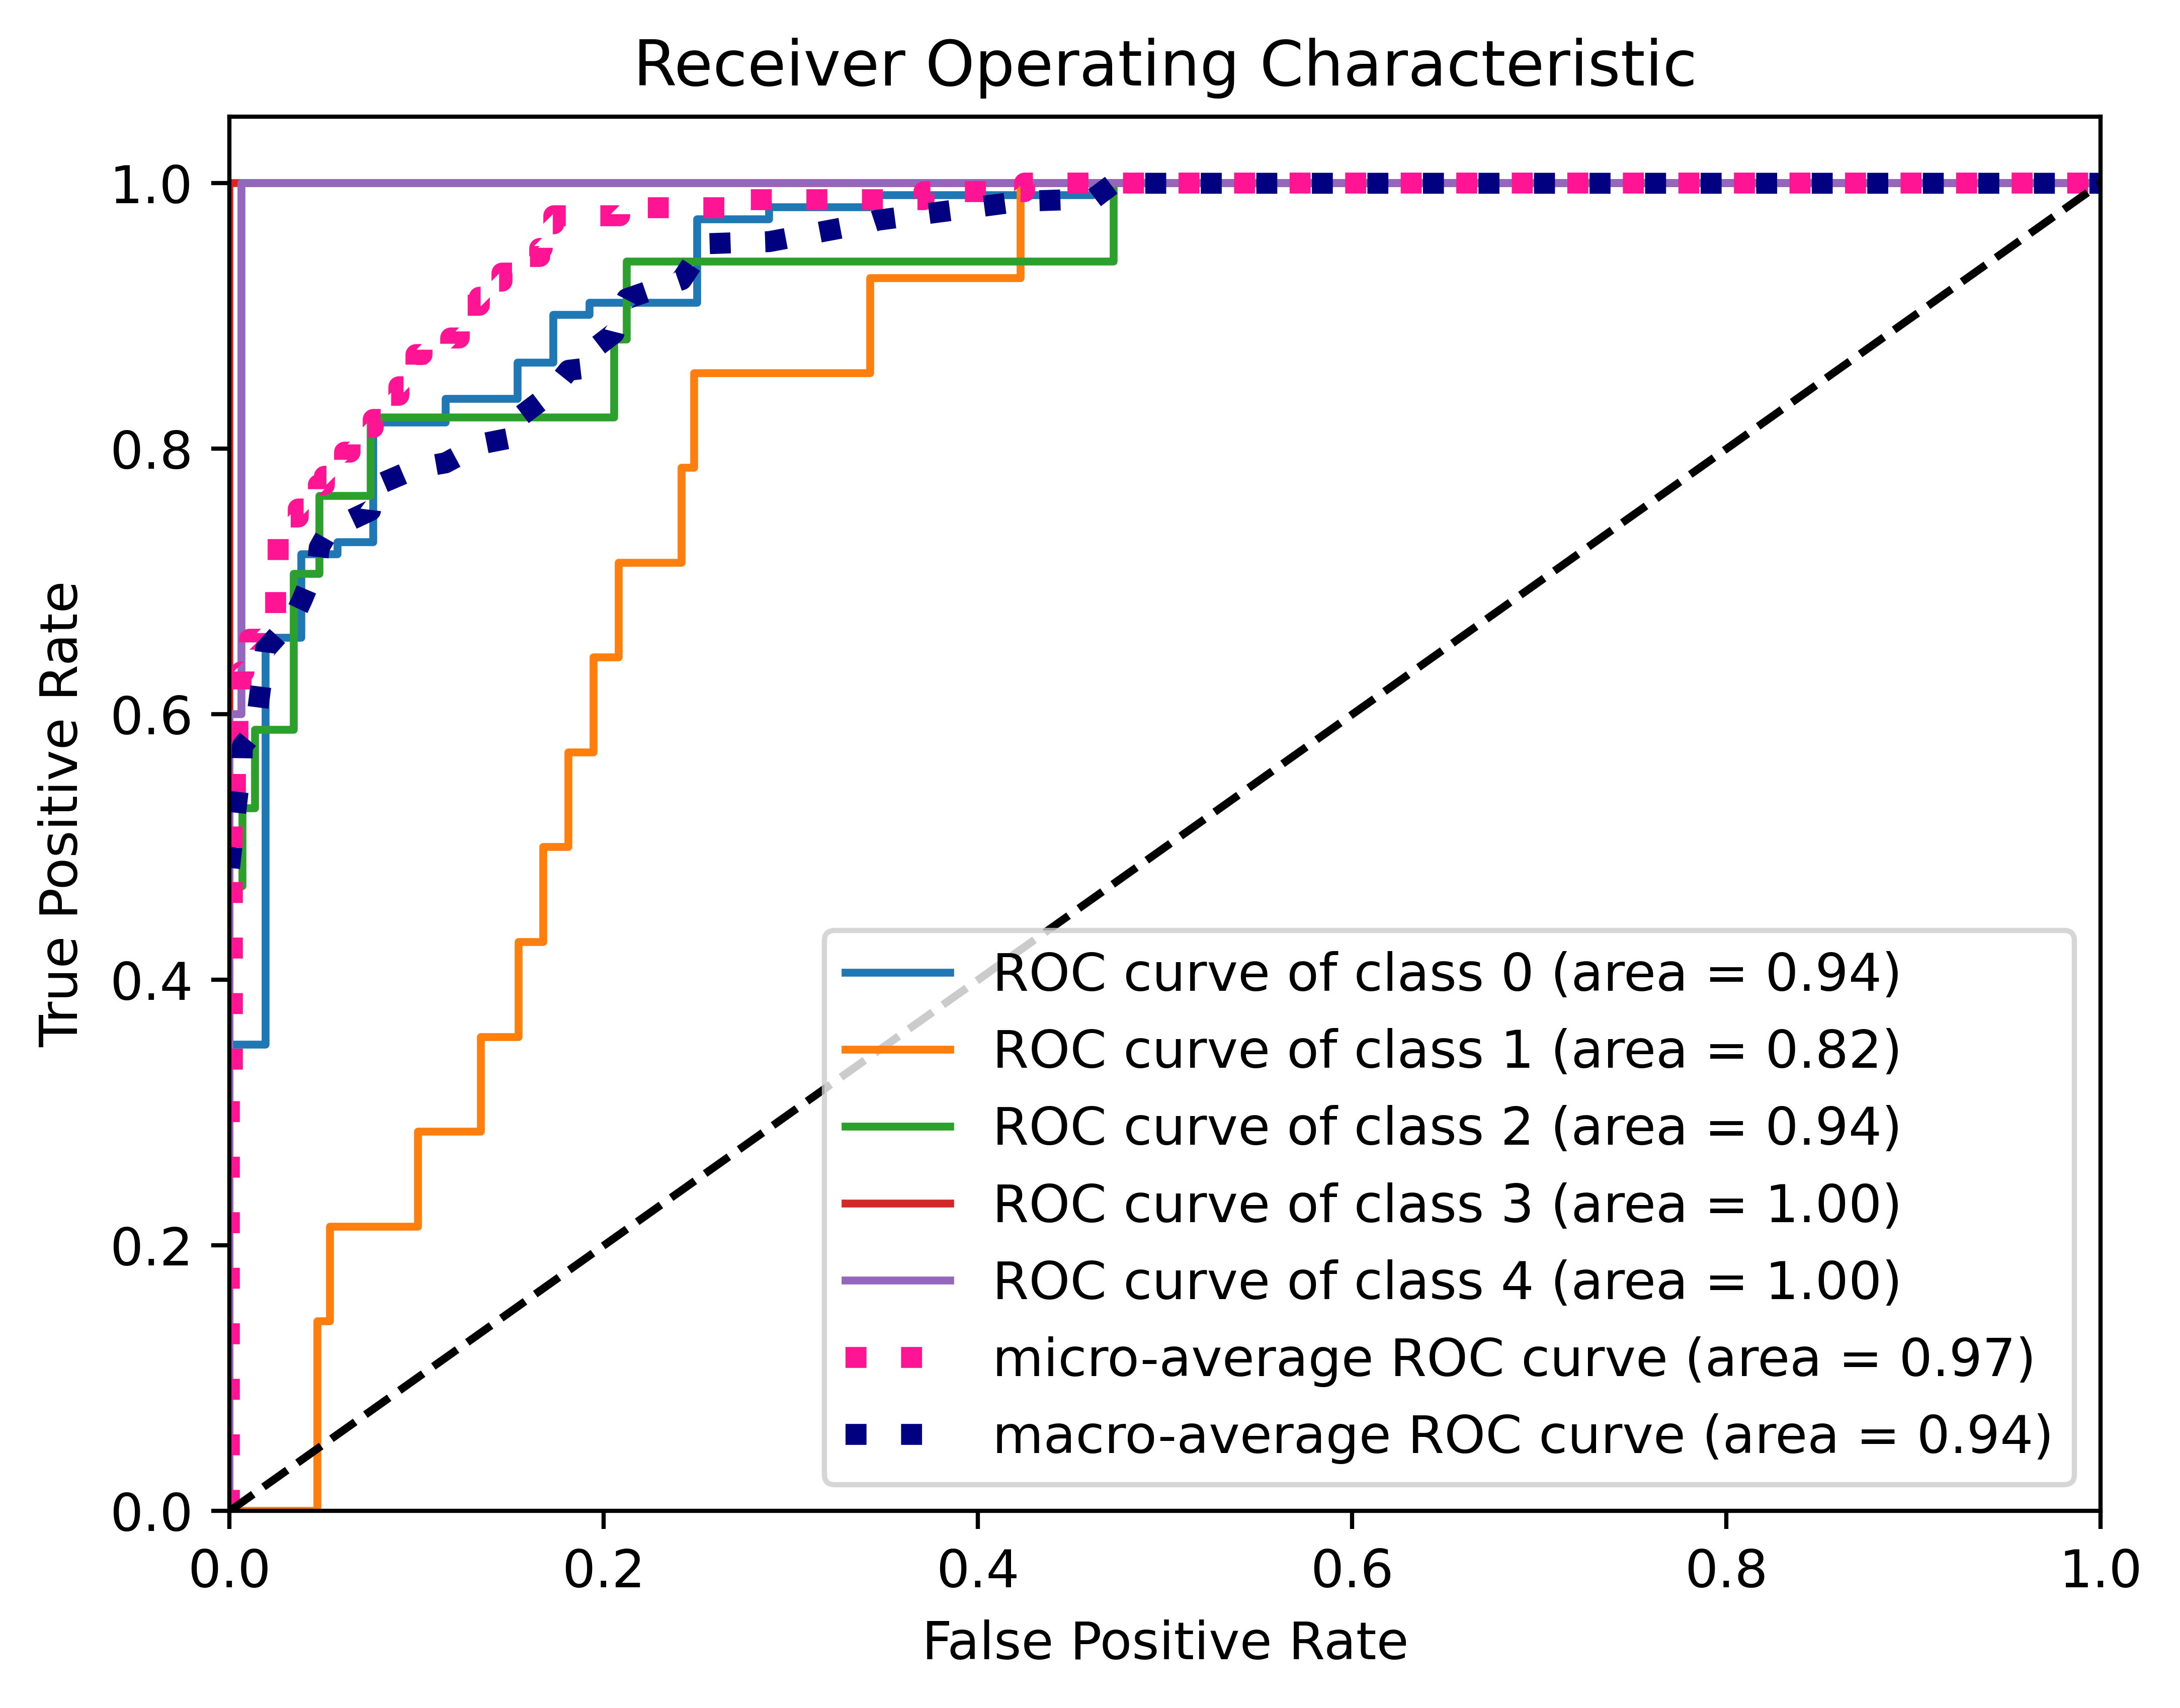 Receiver Operating Characteristic
1.0
0.8
0.6
0.4
0.2
0.0
True Positive Rate
ROC curve of class 0 (area = 0.94)
ROC curve of class 1 (area = 0.82)
ROC curve of class 2 (area = 0.94)
ROC curve of class 3 (area = 1.00)
ROC curve of class 4 (area = 1.00)
micro-average ROC curve (area = 0.97)
macro-average ROC curve (area = 0.94)
0.0 0.2 0.4 0.6 0.8 1.0
False Positive Rate